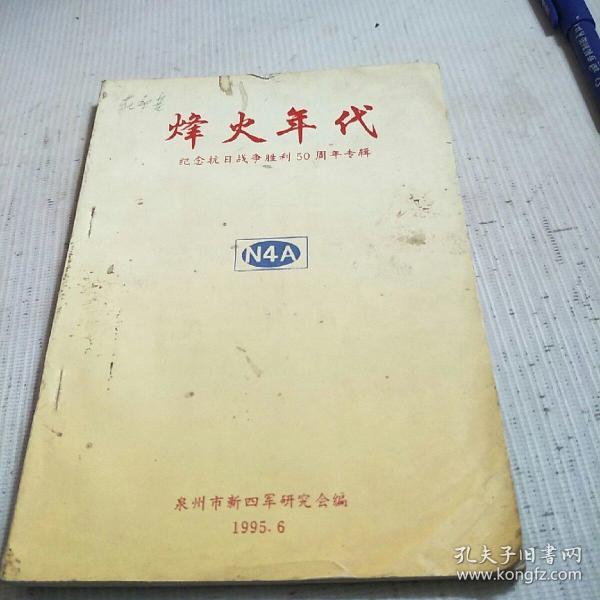 烽火年代
纪念抗日战争胜利50周年专辑
N4A
泉州市新四军研究会编
1995.6
孔夫子旧书网
www.kongfz.com